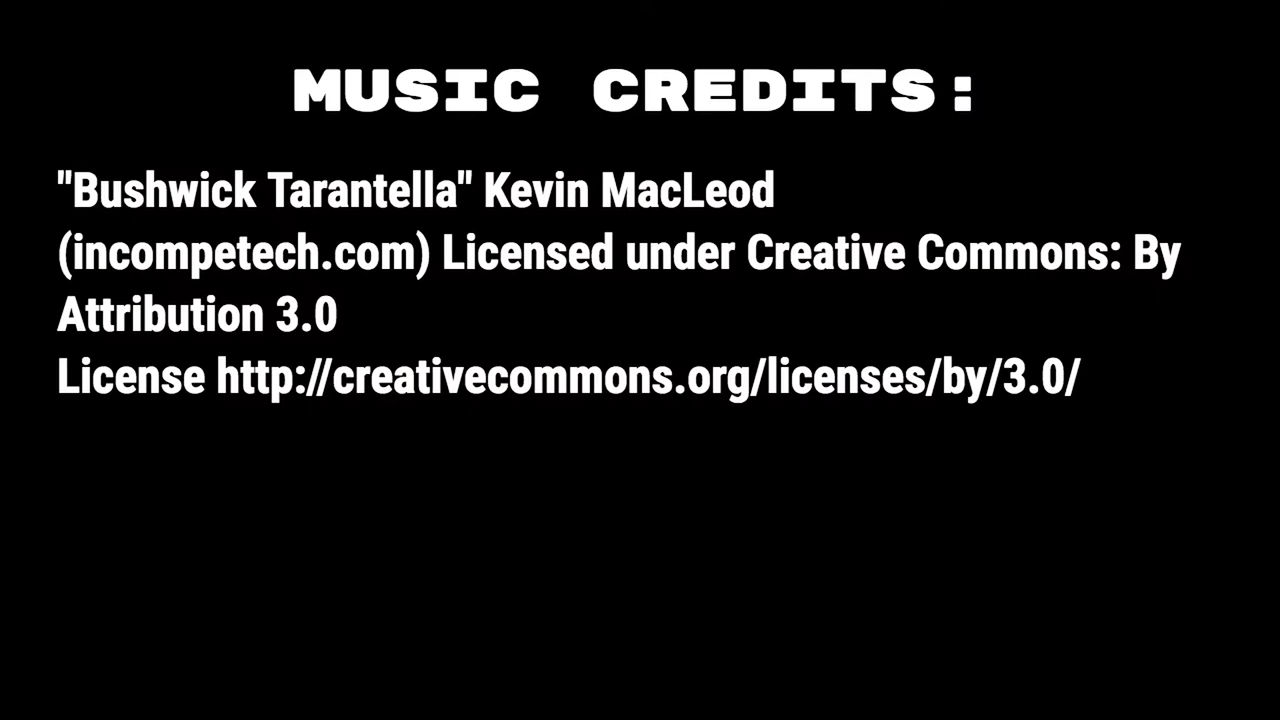 MUSIC CREDITS:
"Bushwick Tarantella" Kevin MacLeod
(incompetech.com) Licensed under Creative Commons: By
Attribution 3.0
License http://creativecommons.org/licenses/by/3.0/